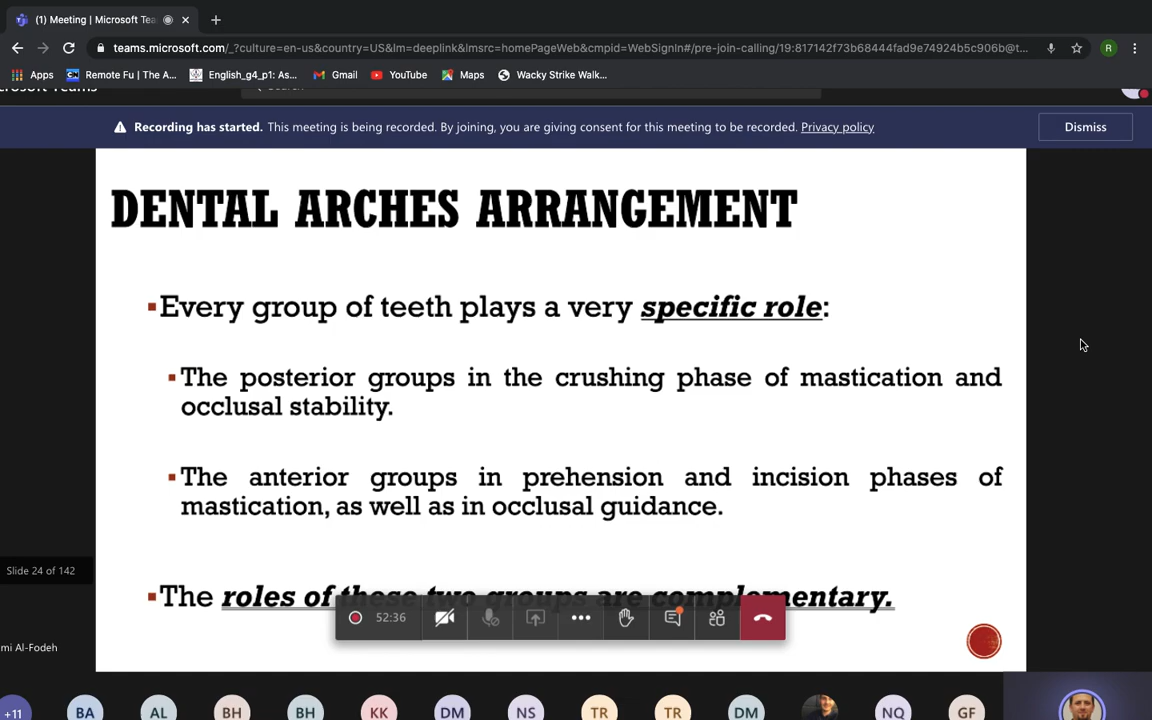 (1) Meeting | Microsoft Tea
teams.microsoft.com/_?culture=en-us&country=US&lm=deeplink&lmsrc=homePageWeb&cmpid=WebSignIn#/pre-join-calling/19:817142f73b68444fad9e74924b5c906b@t...
R
Apps Remote Fu | The A... English_g4_p1: As... Gmail YouTube Maps Wacky Strike Walk...
Recording has started. This meeting is being recorded. By joining, you are giving consent for this meeting to be recorded. Privacy policy Dismiss
DENTAL ARCHES ARRANGEMENT
Every group of teeth plays a very specific role:
The posterior groups in the crushing phase of mastication and
occlusal stability.
The anterior groups in prehension and incision phases of
mastication, as well as in occlusal guidance.
Slide 24 of 142
The roles of these two groups are complementary.
52:36
mi Al-Fodeh
+11 BA AL BH BH KK DM NS TR TR DM NQ GF